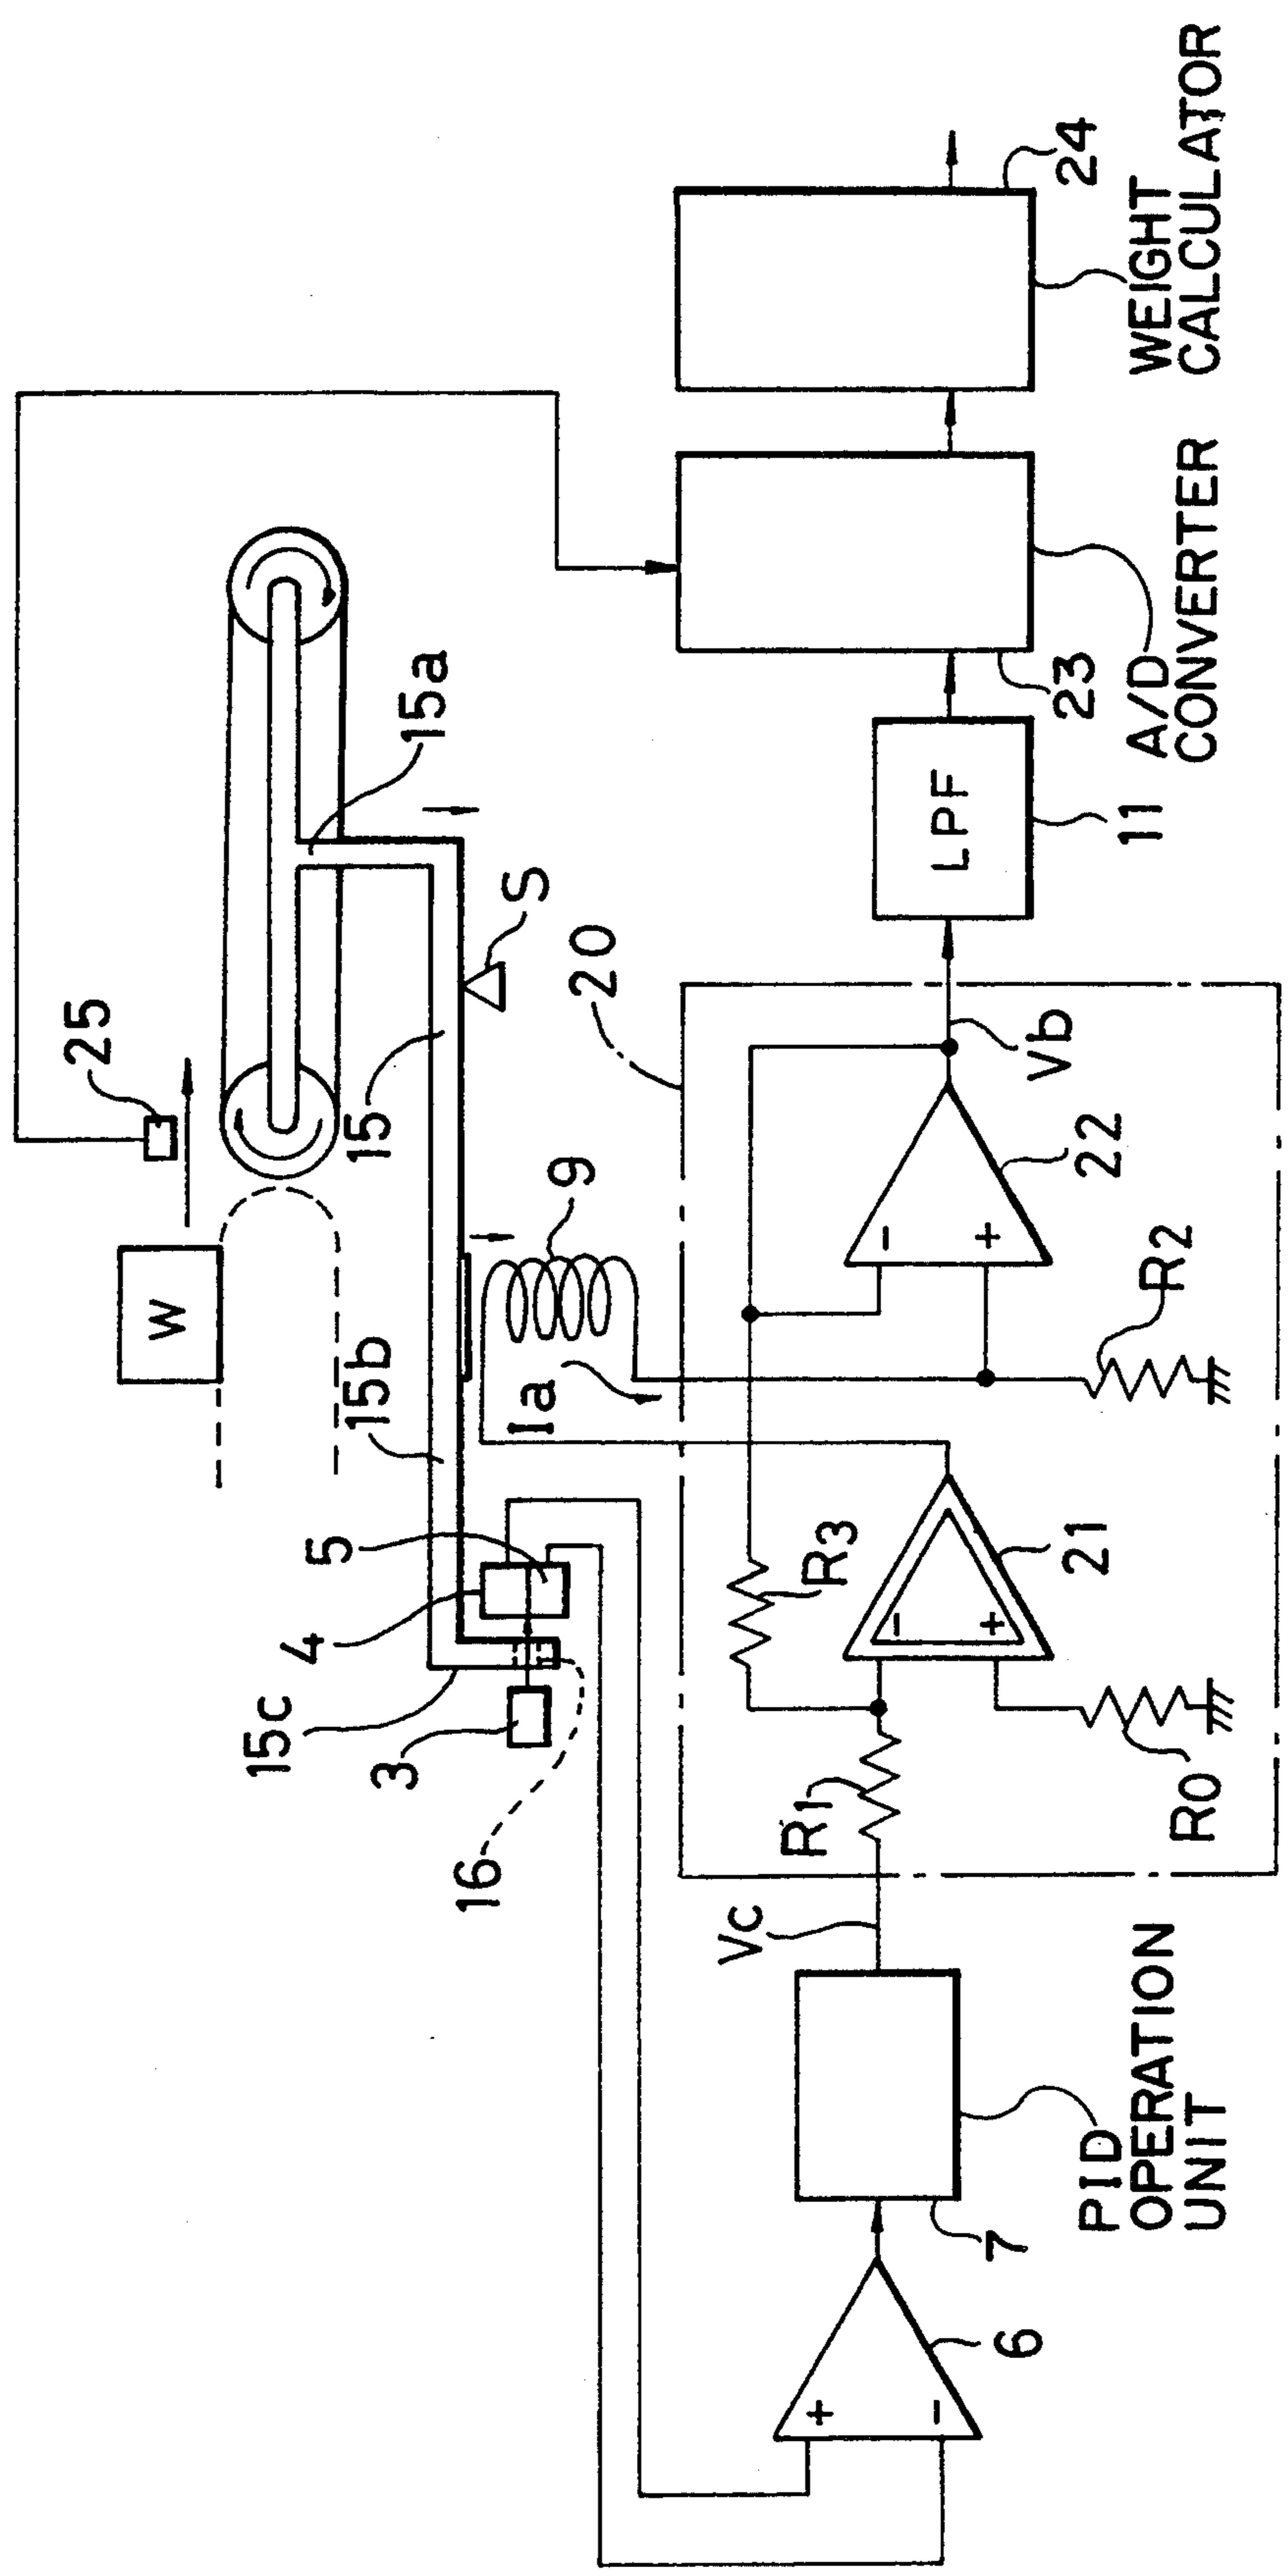 W
25
15a
S
15
15b
9
Ia
4
5
15c
3
16
20
Vc
R1
R3
-
+
21
R0
-
+
22
R2
Vb
LPF
11
23
A/D
CONVERTER
24
WEIGHT
CALCULATOR
+
-
6
7
PID
OPERATION
UNIT